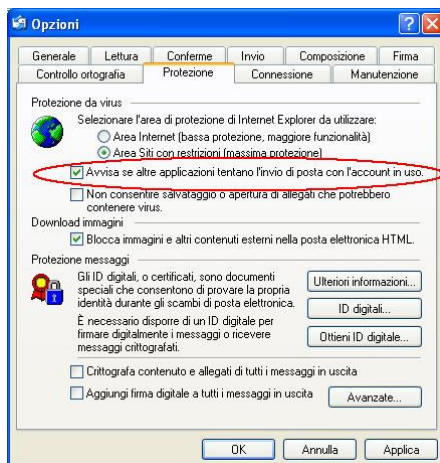 Opzioni
Generale Lettura Conferme Invio Composizione Firma
Controllo ortografia Protezione Connessione Manutenzione
Protezione da virus
Selezionare l'area di protezione di Internet Explorer da utilizzare:
Area Internet (bassa protezione, maggiore funzionalità)
Area Siti con restrizioni (massima protezione)
Avvisa se altre applicazioni tentano l'invio di posta con l'account in uso.
Non consentire salvataggio o apertura di allegati che potrebbero
contenere virus.
Download immagini
Blocca immagini e altri contenuti esterni nella posta elettronica HTML.
Protezione messaggi
Gli ID digitali, o certificati, sono documenti
speciali che consentono di provare la propria
identità durante gli scambi di posta elettronica.
Ulteriori informazioni...
ID digitali...
È necessario disporre di un ID digitale per
firmare digitalmente i messaggi o ricevere
messaggi crittografati.
Ottieni ID digitale...
Crittografa contenuto e allegati di tutti i messaggi in uscita
Aggiungi firma digitale a tutti i messaggi in uscita
Avanzate...
OK Annulla Applica